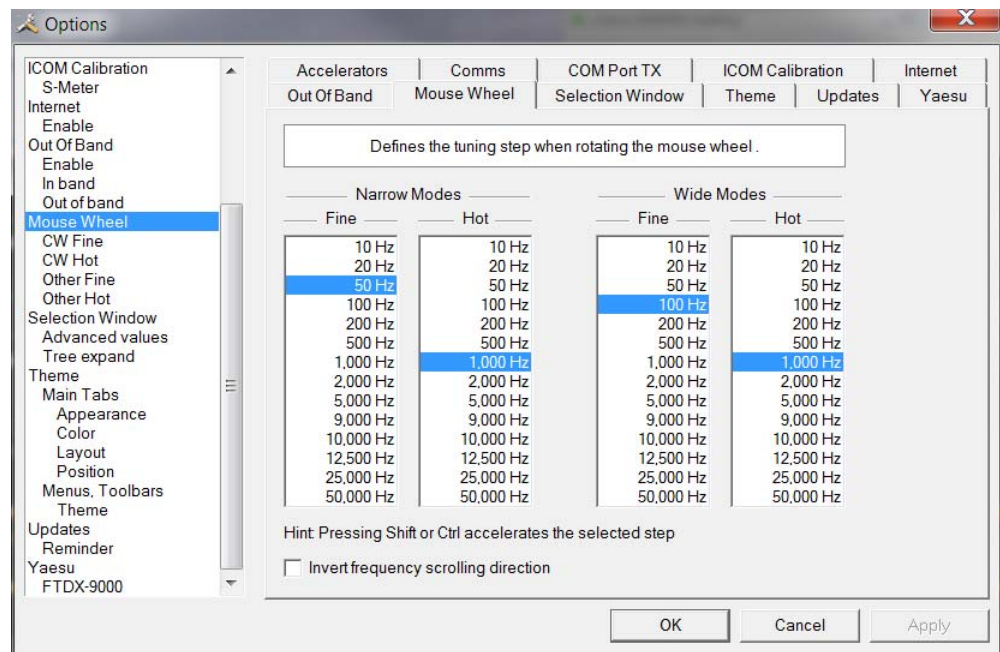 Options
ICOM Calibration
S-Meter
Internet
Enable
Out Of Band
Enable
In band
Out of band
Mouse Wheel
CW Fine
CW Hot
Other Fine
Other Hot
Selection Window
Advanced values
Tree expand
Theme
Main Tabs
Appearance
Color
Layout
Position
Menus, Toolbars
Theme
Updates
Reminder
Yaesu
FTDX-9000
Accelerators Comms COM Port TX ICOM Calibration Internet
Out Of Band Mouse Wheel Selection Window Theme Updates Yaesu
Defines the tuning step when rotating the mouse wheel .
Narrow Modes Wide Modes
Fine Hot Fine Hot
10 Hz 10 Hz 10 Hz 10 Hz
20 Hz 20 Hz 20 Hz 20 Hz
50 Hz 50 Hz 50 Hz 50 Hz
100 Hz 100 Hz 100 Hz 100 Hz
200 Hz 200 Hz 200 Hz 200 Hz
500 Hz 500 Hz 500 Hz 500 Hz
1,000 Hz 1,000 Hz 1,000 Hz 1,000 Hz
2,000 Hz 2,000 Hz 2,000 Hz 2,000 Hz
5,000 Hz 5,000 Hz 5,000 Hz 5,000 Hz
9,000 Hz 9,000 Hz 9,000 Hz 9,000 Hz
10,000 Hz 10,000 Hz 10,000 Hz 10,000 Hz
12,500 Hz 12,500 Hz 12,500 Hz 12,500 Hz
25,000 Hz 25,000 Hz 25,000 Hz 25,000 Hz
50,000 Hz 50,000 Hz 50,000 Hz 50,000 Hz
Hint: Pressing Shift or Ctrl accelerates the selected step
Invert frequency scrolling direction
OK Cancel Apply